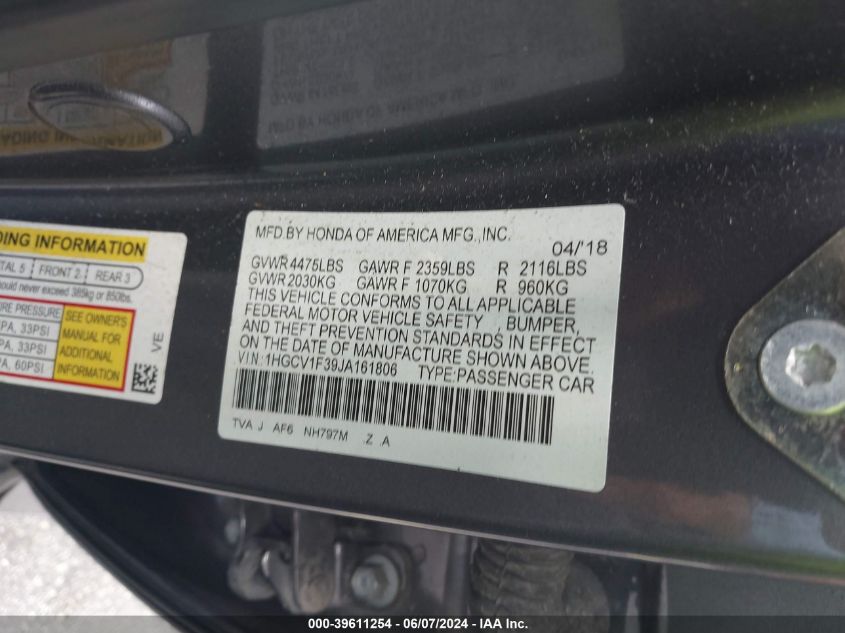 DING INFORMATION
TAL 5 FRONT 2 REAR 3
ould never exceed 385kg or 850lbs.
RE PRESSURE
PA, 33PSI
PA, 33PSI
PA, 60PSI
SEE OWNER'S
MANUAL FOR
ADDITIONAL
INFORMATION
VE
MFD BY HONDA OF AMERICA MFG., INC.
04/'18
GVWR 4475LBS GAWR F 2359LBS R 2116LBS
GVWR 2030KG GAWR F 1070KG R 960KG
THIS VEHICLE CONFORMS TO ALL APPLICABLE
FEDERAL MOTOR VEHICLE SAFETY , BUMPER,
AND THEFT PREVENTION STANDARDS IN EFFECT
ON THE DATE OF MANUFACTURE SHOWN ABOVE.
V.I.N.: 1HGCV1F39JA161806 TYPE:PASSENGER CAR
TVA J AF6 NH797M .Z .A
000-39611254 - 06/07/2024 - IAAI.com